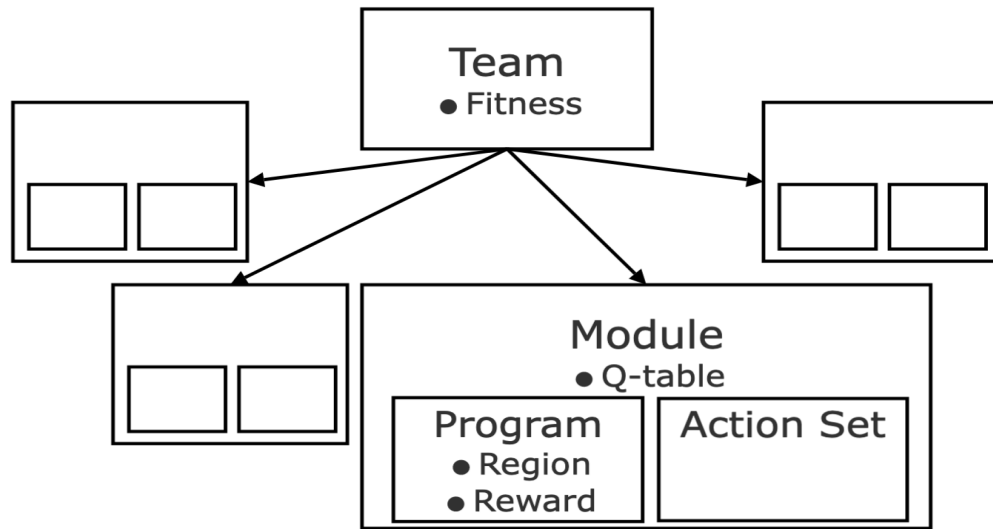 Team
● Fitness
Module
● Q-table
Program
● Region
● Reward
Action Set